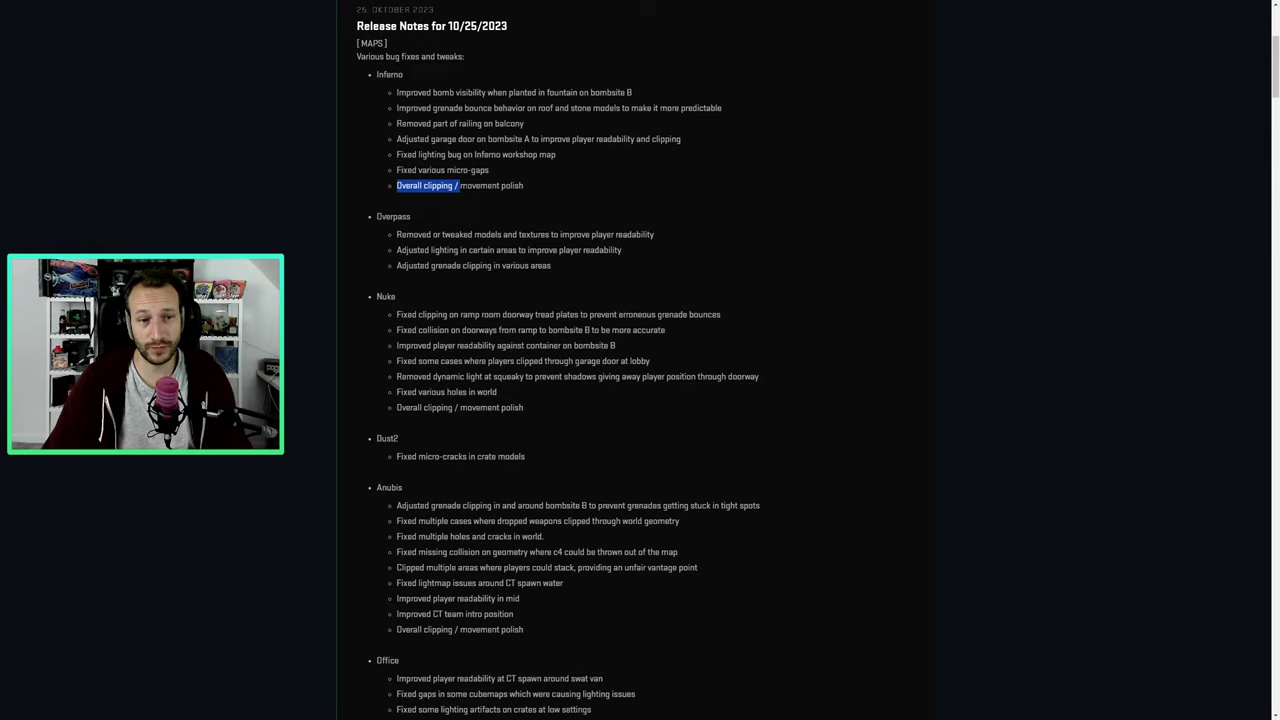 25. OKTOBER 2023
Release Notes for 10/25/2023
[ MAPS ]
Various bug fixes and tweaks:
Inferno
Improved bomb visibility when planted in fountain on bombsite B
Improved grenade bounce behavior on roof and stone models to make it more predictable
Removed part of railing on balcony
Adjusted garage door on bombsite A to improve player readability and clipping
Fixed lighting bug on Inferno workshop map
Fixed various micro-gaps
Overall clipping / movement polish
Overpass
Removed or tweaked models and textures to improve player readability
Adjusted lighting in certain areas to improve player readability
Adjusted grenade clipping in various areas
Nuke
Fixed clipping on ramp room doorway tread plates to prevent erroneous grenade bounces
Fixed collision on doorways from ramp to bombsite B to be more accurate
Improved player readability against container on bombsite B
Fixed some cases where players clipped through garage door at lobby
Removed dynamic light at squeaky to prevent shadows giving away player position through doorway
Fixed various holes in world
Overall clipping / movement polish
Dust2
Fixed micro-cracks in crate models
Anubis
Adjusted grenade clipping in and around bombsite B to prevent grenades getting stuck in tight spots
Fixed multiple cases where dropped weapons clipped through world geometry
Fixed multiple holes and cracks in world.
Fixed missing collision on geometry where c4 could be thrown out of the map
Clipped multiple areas where players could stack, providing an unfair vantage point
Fixed lightmap issues around CT spawn water
Improved player readability in mid
Improved CT team intro position
Overall clipping / movement polish
Office
Improved player readability at CT spawn around swat van
Fixed gaps in some cubemaps which were causing lighting issues
Fixed some lighting artifacts on crates at low settings